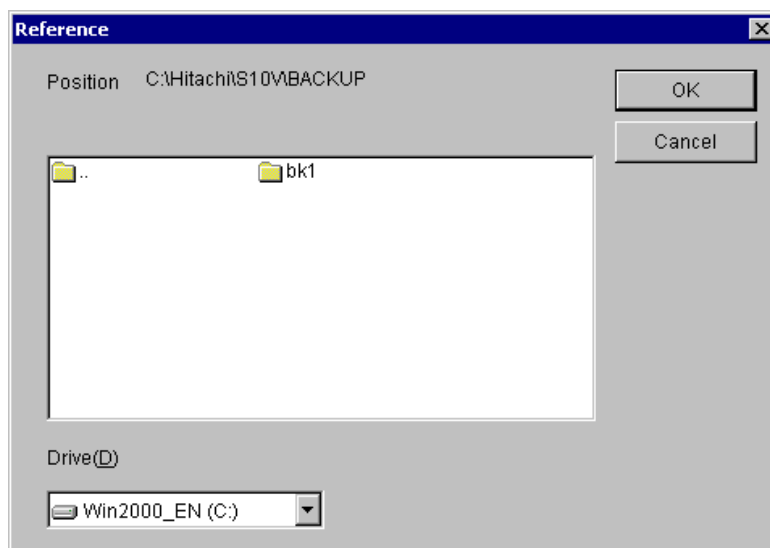 Reference
Position C:\Hitachi\S10V\BACKUP
OK
Cancel
.. bk1
Drive(D)
Win2000_EN (C:)